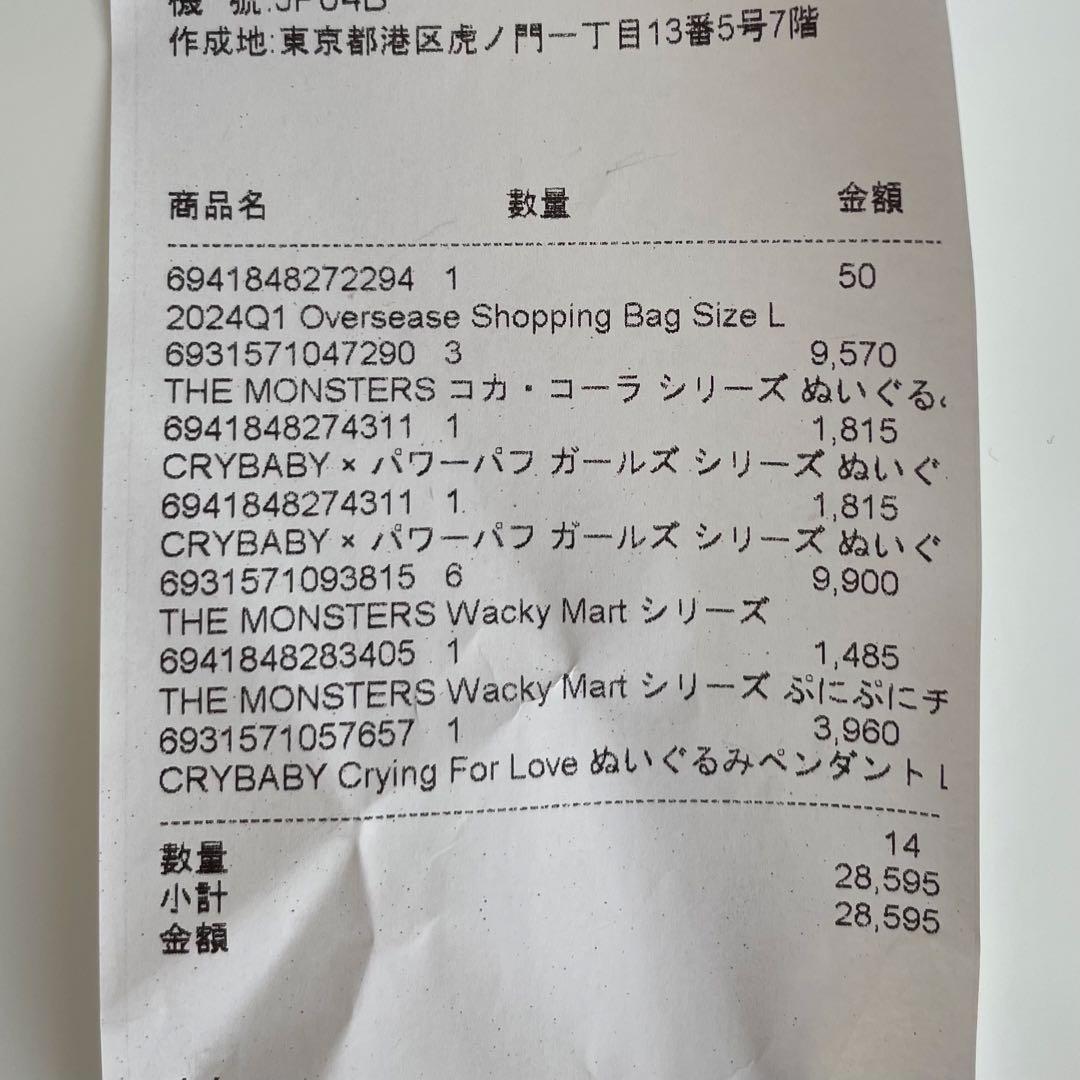 機 號:JP04B
作成地:東京都港区虎ノ門一丁目13番5号7階
商品名 數量 金額
6941848272294 1 50
2024Q1 Oversease Shopping Bag Size L
6931571047290 3 9,570
THE MONSTERS コカ・コーラ シリーズ ぬいぐる
6941848274311 1 1,815
CRYBABY × パワーパフ ガールズ シリーズ ぬいぐ
6941848274311 1 1,815
CRYBABY × パワーパフ ガールズ シリーズ ぬいぐ
6931571093815 6 9,900
THE MONSTERS Wacky Mart シリーズ
6941848283405 1 1,485
THE MONSTERS Wacky Mart シリーズ ぷにぷにチ
6931571057657 1 3,960
CRYBABY Crying For Love ぬいぐるみペンダント L
數量 14
小計 28,595
金額 28,595